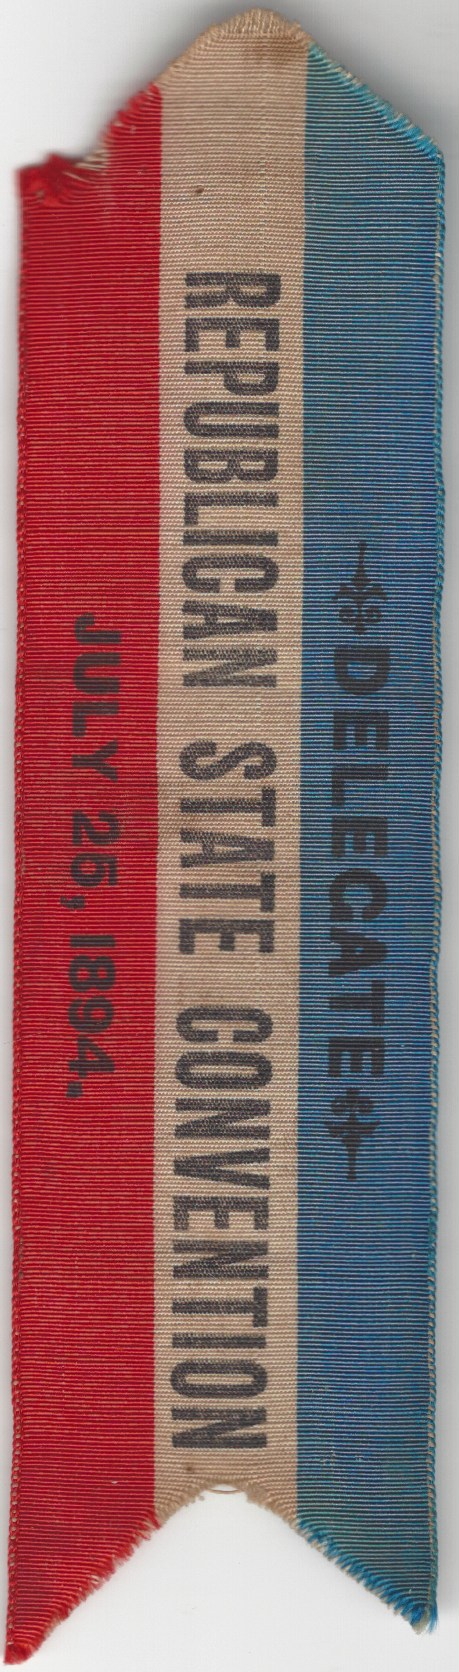 DELEGATE
REPUBLICAN STATE CONVENTION
JULY 25, 1894.